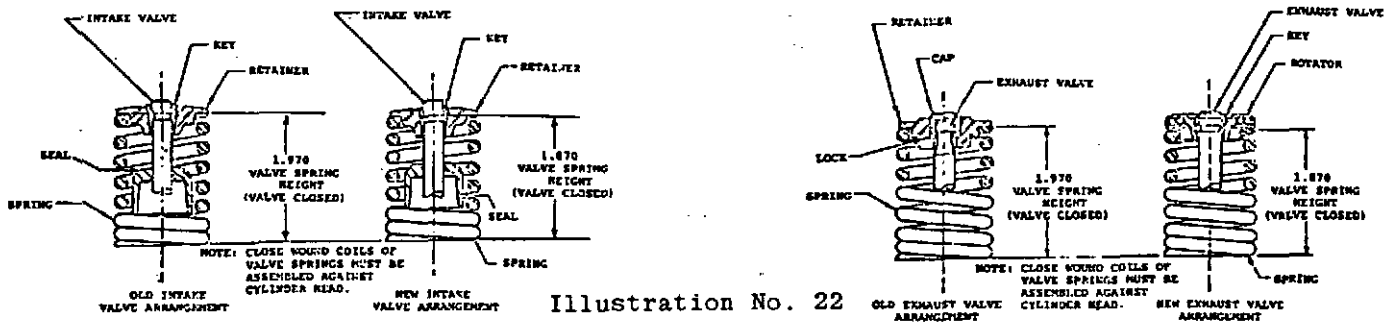 INTAKE VALVE
KEY
RETAINER
SEAL
SPRING
1.970
VALVE SPRING
HEIGHT
(VALVE CLOSED)
OLD INTAKE
VALVE ARRANGEMENT
INTAKE VALVE
KEY
RETAINER
1.870
VALVE SPRING
HEIGHT
(VALVE CLOSED)
SEAL
SPRING
NOTE: CLOSE WOUND COILS OF
VALVE SPRINGS MUST BE
ASSEMBLED AGAINST
CYLINDER HEAD.
NEW INTAKE
VALVE ARRANGEMENT
Illustration No. 22
RETAINER
CAP
EXHAUST VALVE
LOCK
SPRING
1.970
VALVE SPRING
HEIGHT
(VALVE CLOSED)
OLD EXHAUST VALVE
ARRANGEMENT
EXHAUST VALVE
KEY
ROTATOR
1.870
VALVE SPRING
HEIGHT
(VALVE CLOSED)
SPRING
NOTE: CLOSE WOUND COILS OF
VALVE SPRINGS MUST BE
ASSEMBLED AGAINST
CYLINDER HEAD.
NEW EXHAUST VALVE
ARRANGEMENT